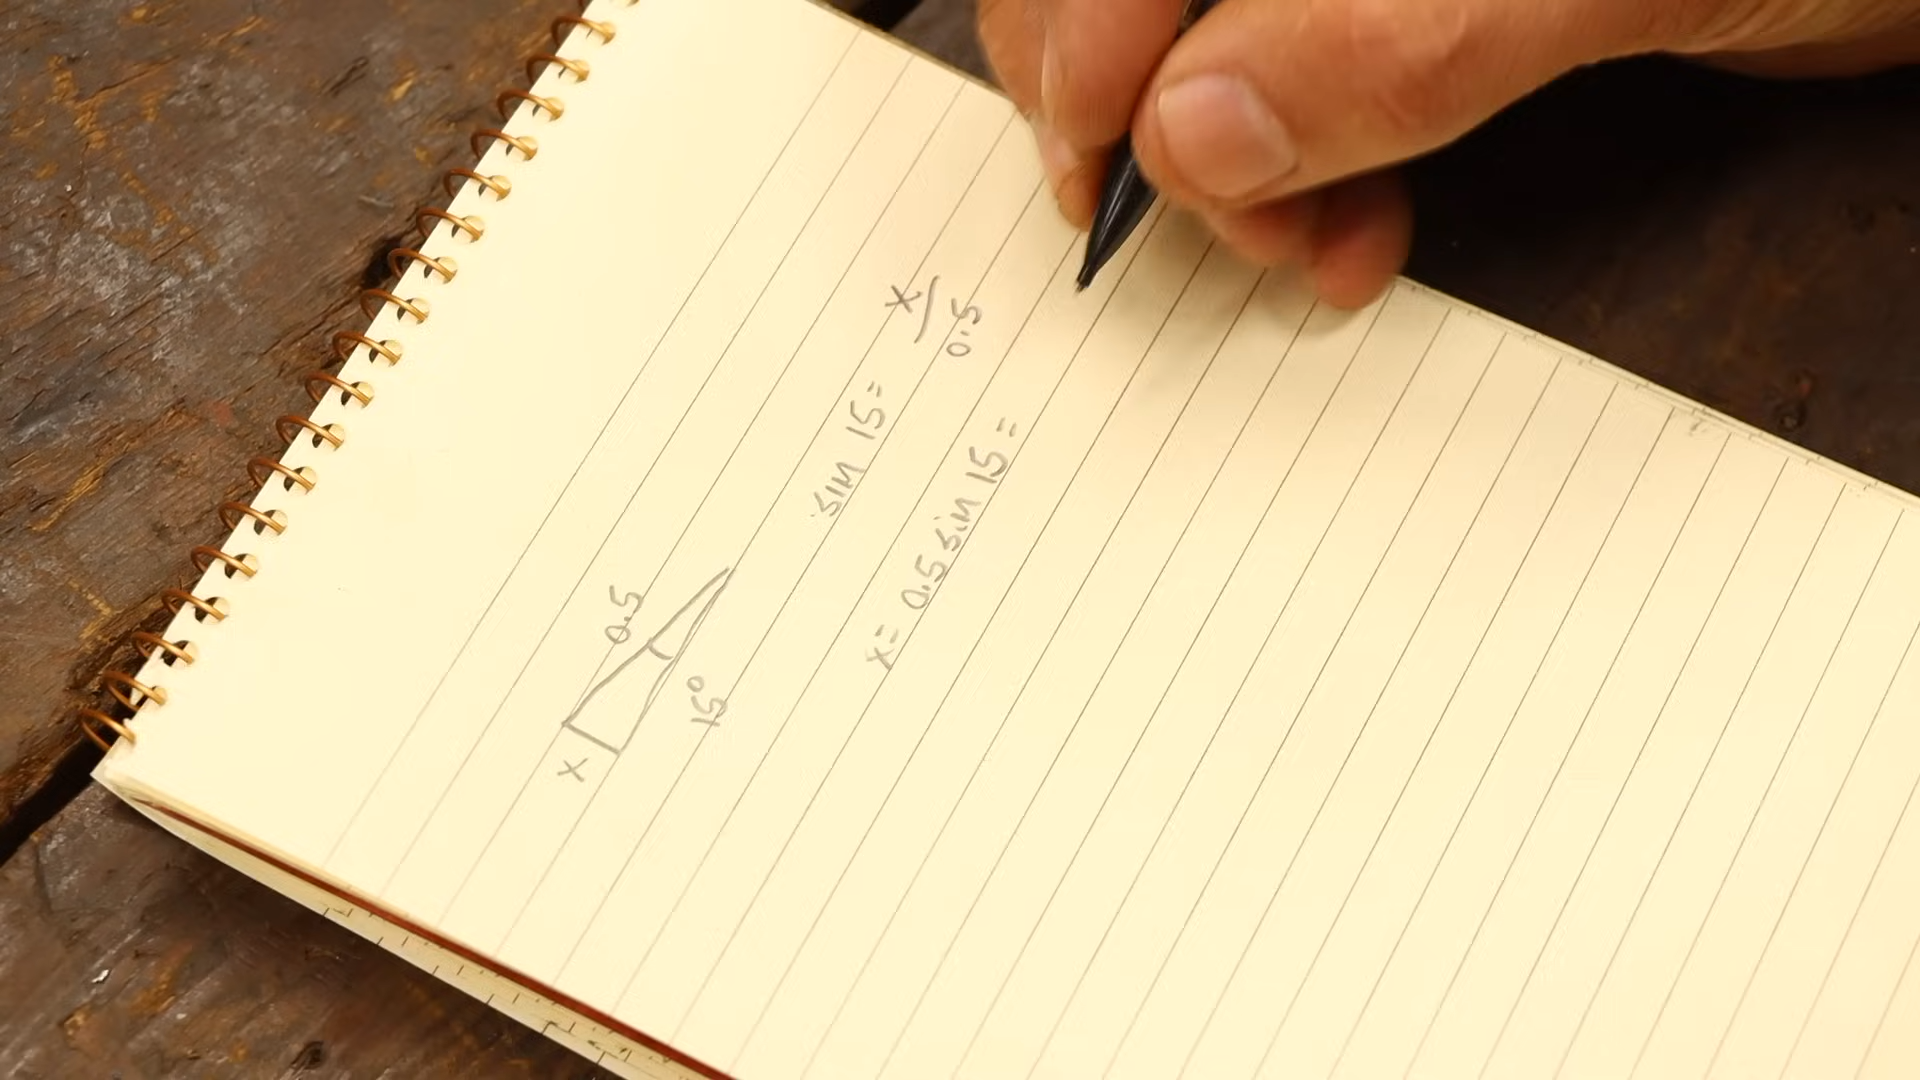 0.5
x
15°
sin 15 = x/0.5
x = 0.5 sin 15 =